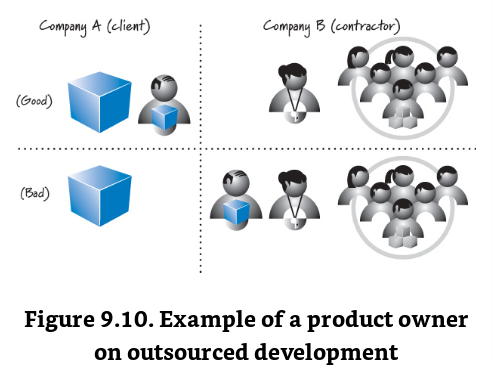 Company A (client) Company B (contractor)
(Good)
(Bad)
Figure 9.10. Example of a product owner
on outsourced development